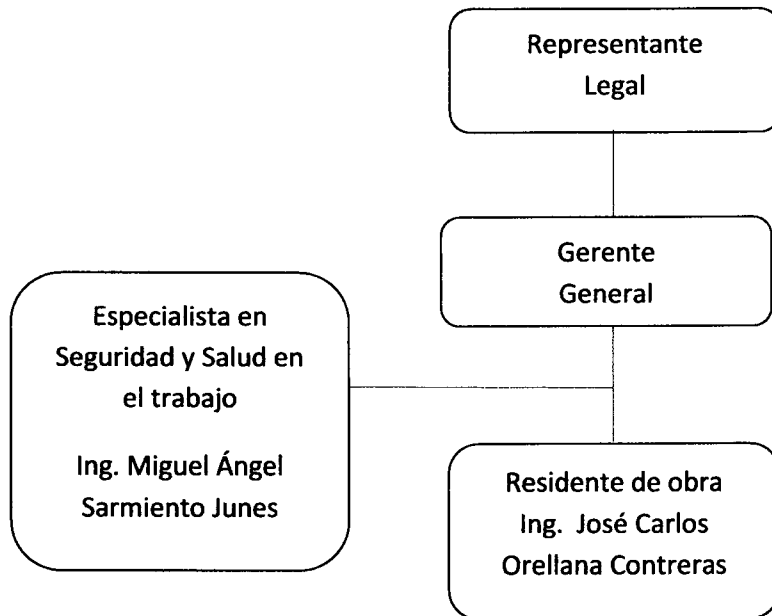 Representante
Legal
Gerente
General
Especialista en
Seguridad y Salud en
el trabajo
Ing. Miguel Ángel
Sarmiento Junes
Residente de obra
Ing. José Carlos
Orellana Contreras